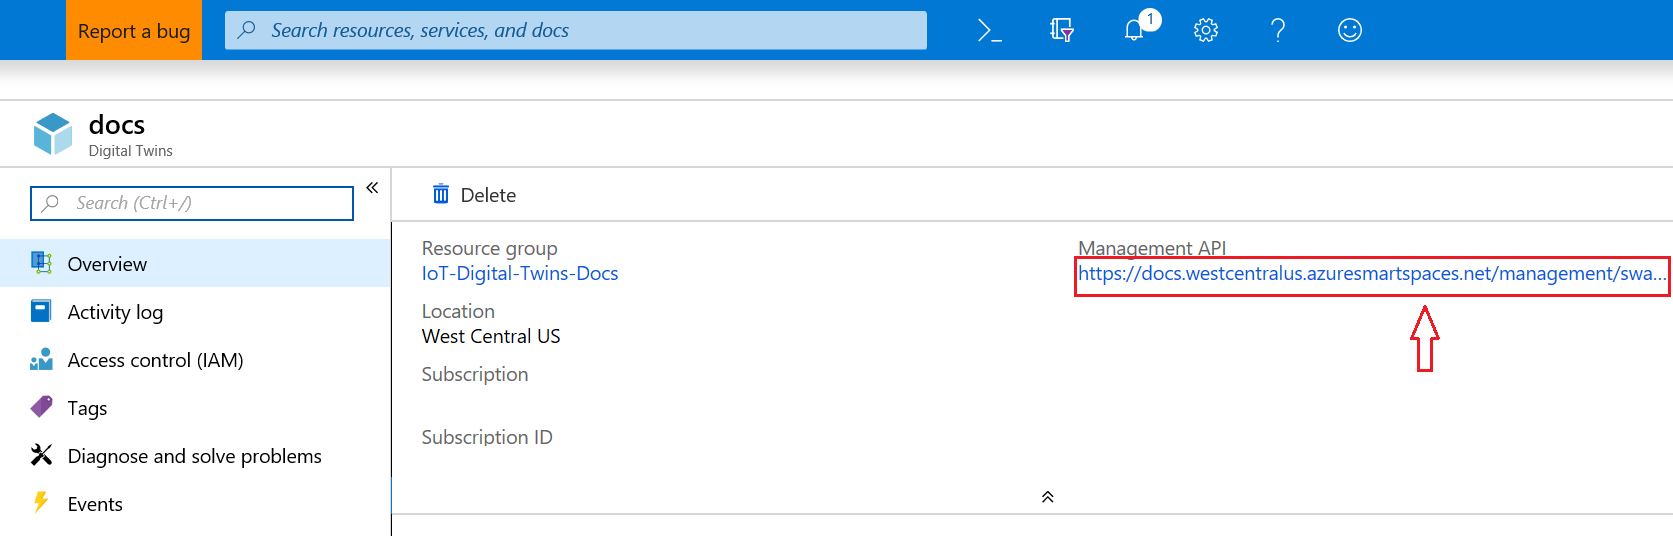 Report a bug
Search resources, services, and docs
1
docs
Digital Twins
Search (Ctrl+/)
«
Overview
Activity log
Access control (IAM)
Tags
Diagnose and solve problems
Events
Delete
Resource group
IoT-Digital-Twins-Docs
Location
West Central US
Subscription
Subscription ID
Management API
https://docs.westcentralus.azuresmartspaces.net/management/swa...